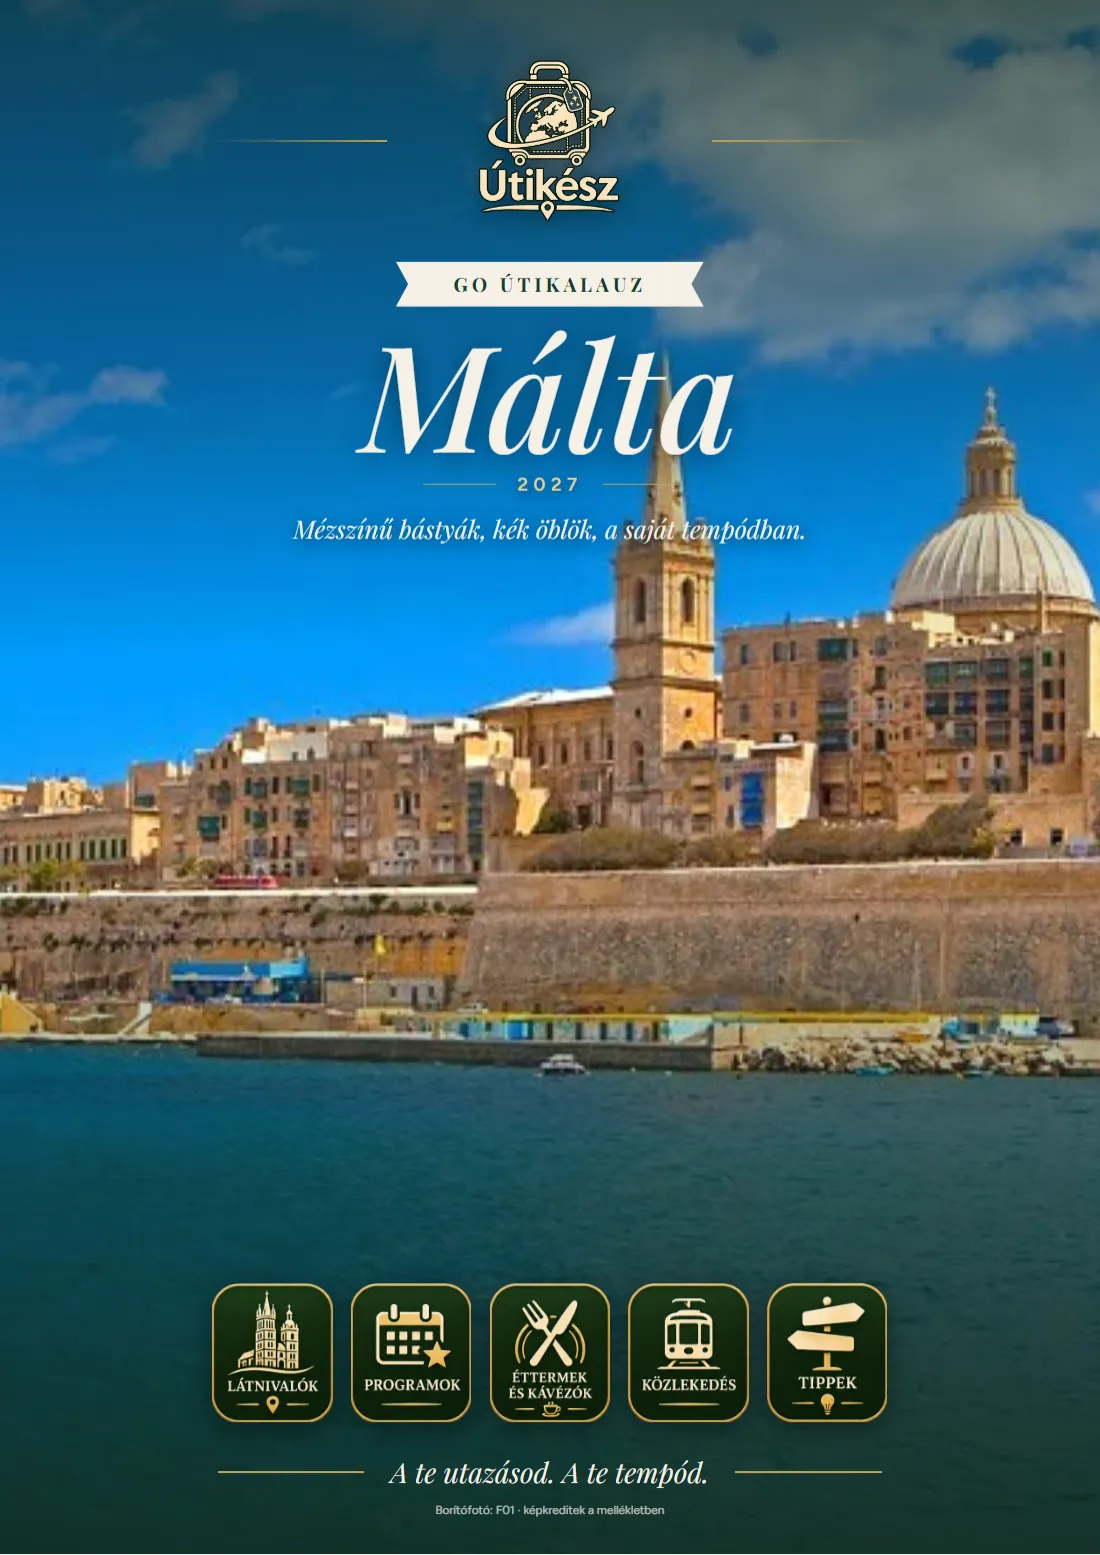 Útikész
GO ÚTIKALAUZ
Málta
2027
Mézszínű bástyák, kék öblök, a saját tempódban.
LÁTNIVALÓK
PROGRAMOK
ÉTTERMEK
ÉS KÁVÉZÓK
KÖZLEKEDÉS
TIPPEK
A te utazásod. A te tempód.
Borítófotó: F01 · képkreditek a mellékletben